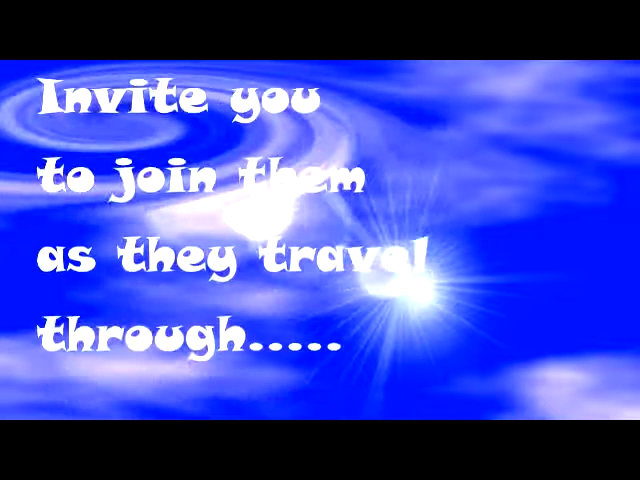 Invite you
to join them
as they travel
through.....